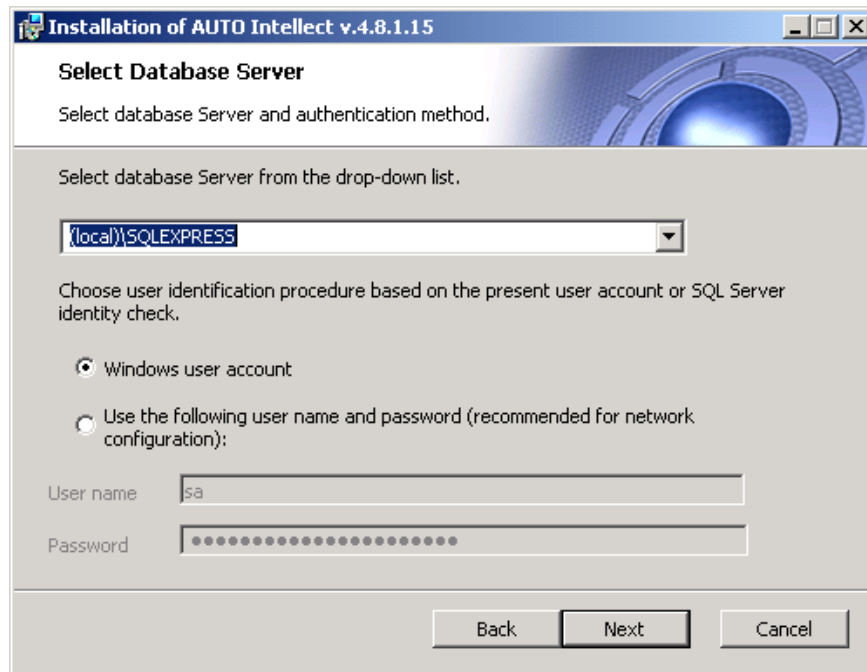 Installation of AUTO Intellect v.4.8.1.15
Select Database Server
Select database Server and authentication method.
Select database Server from the drop-down list.
(local)\SQLEXPRESS
Choose user identification procedure based on the present user account or SQL Server
identity check.
Windows user account
Use the following user name and password (recommended for network
configuration):
User name
sa
Password
●●●●●●●●●●●●●●●●●●●●●●
Back
Next
Cancel